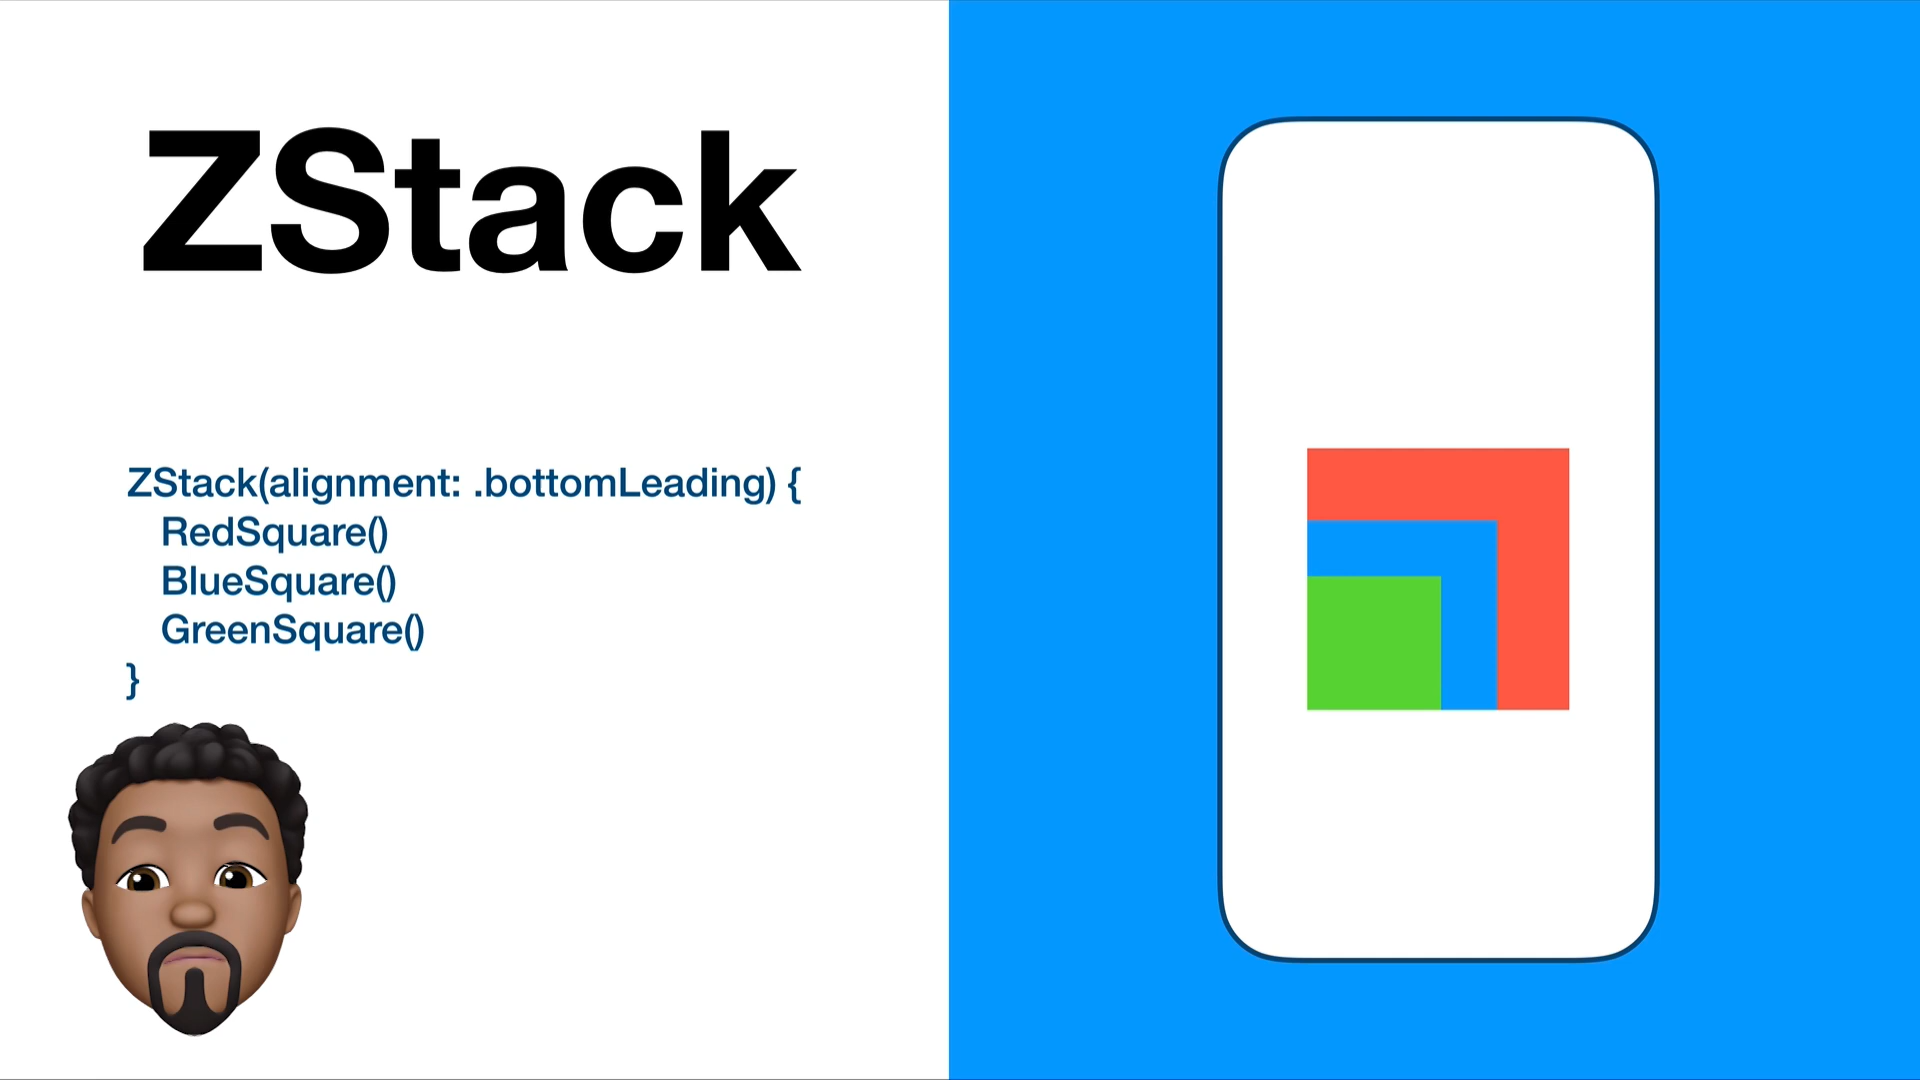 ZStack
ZStack(alignment: .bottomLeading) {
RedSquare()
BlueSquare()
GreenSquare()
}